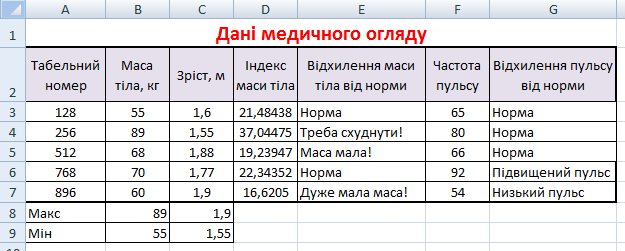 A B C D E F G
1 Дані медичного огляду
2 Табельний номер Маса тіла, кг Зріст, м Індекс маси тіла Відхилення маси тіла від норми Частота пульсу Відхилення пульсу від норми
3 128 55 1,6 21,48438 Норма 65 Норма
4 256 89 1,55 37,04475 Треба схуднути! 80 Норма
5 512 68 1,88 19,23947 Маса мала! 66 Норма
6 768 70 1,77 22,34352 Норма 92 Підвищений пульс
7 896 60 1,9 16,6205 Дуже мала маса! 54 Низький пульс
8 Макс 89 1,9
9 Мін 55 1,55